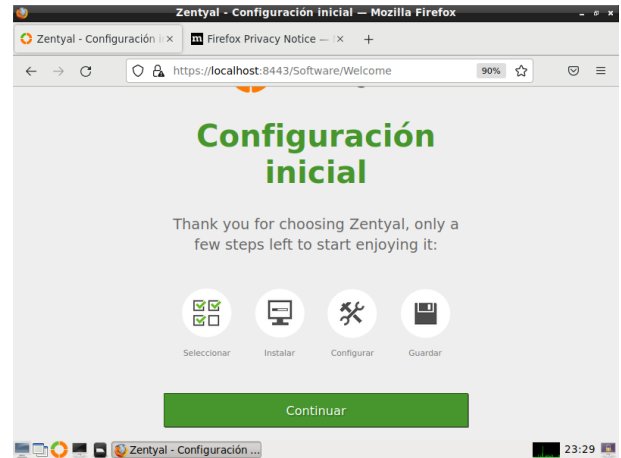 Zentyal - Configuración inicial — Mozilla Firefox
Zentyal - Configuración i
Firefox Privacy Notice —
https://localhost:8443/Software/Welcome
90%
Configuración
inicial
Thank you for choosing Zentyal, only a
few steps left to start enjoying it:
Seleccionar Instalar Configurar Guardar
Continuar
Zentyal - Configuración ...
23:29